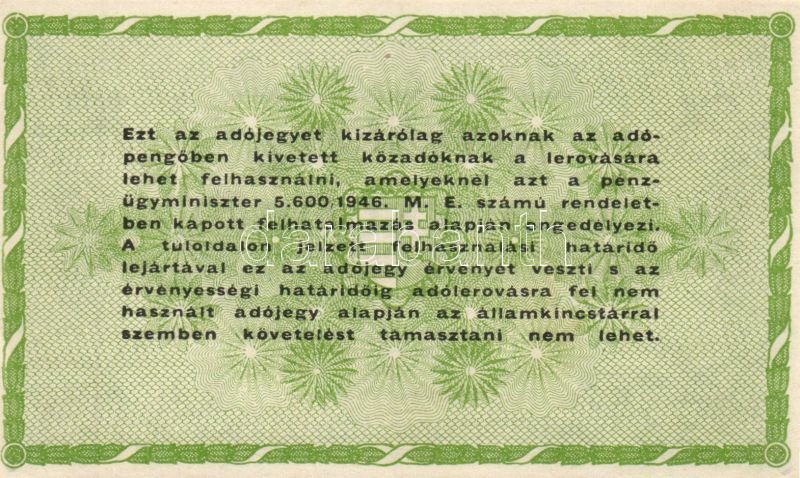 Ezt az adójegyet kizárólag azoknak az adó-
pengőben kivetett közadóknak a lerovására
lehet felhasználni, amelyeknél azt a pénz-
ügyminiszter 5.600/1946. M. E. számú rendelet-
ben kapott felhatalmazás alapján engedélyezi.
A túloldalon jelzett felhasználási határidő
lejártával ez az adójegy érvényét veszti s az
érvényességi határidőig adólerovásra fel nem
használt adójegy alapján az államkincstárral
szemben követelést támasztani nem lehet.
darabanth